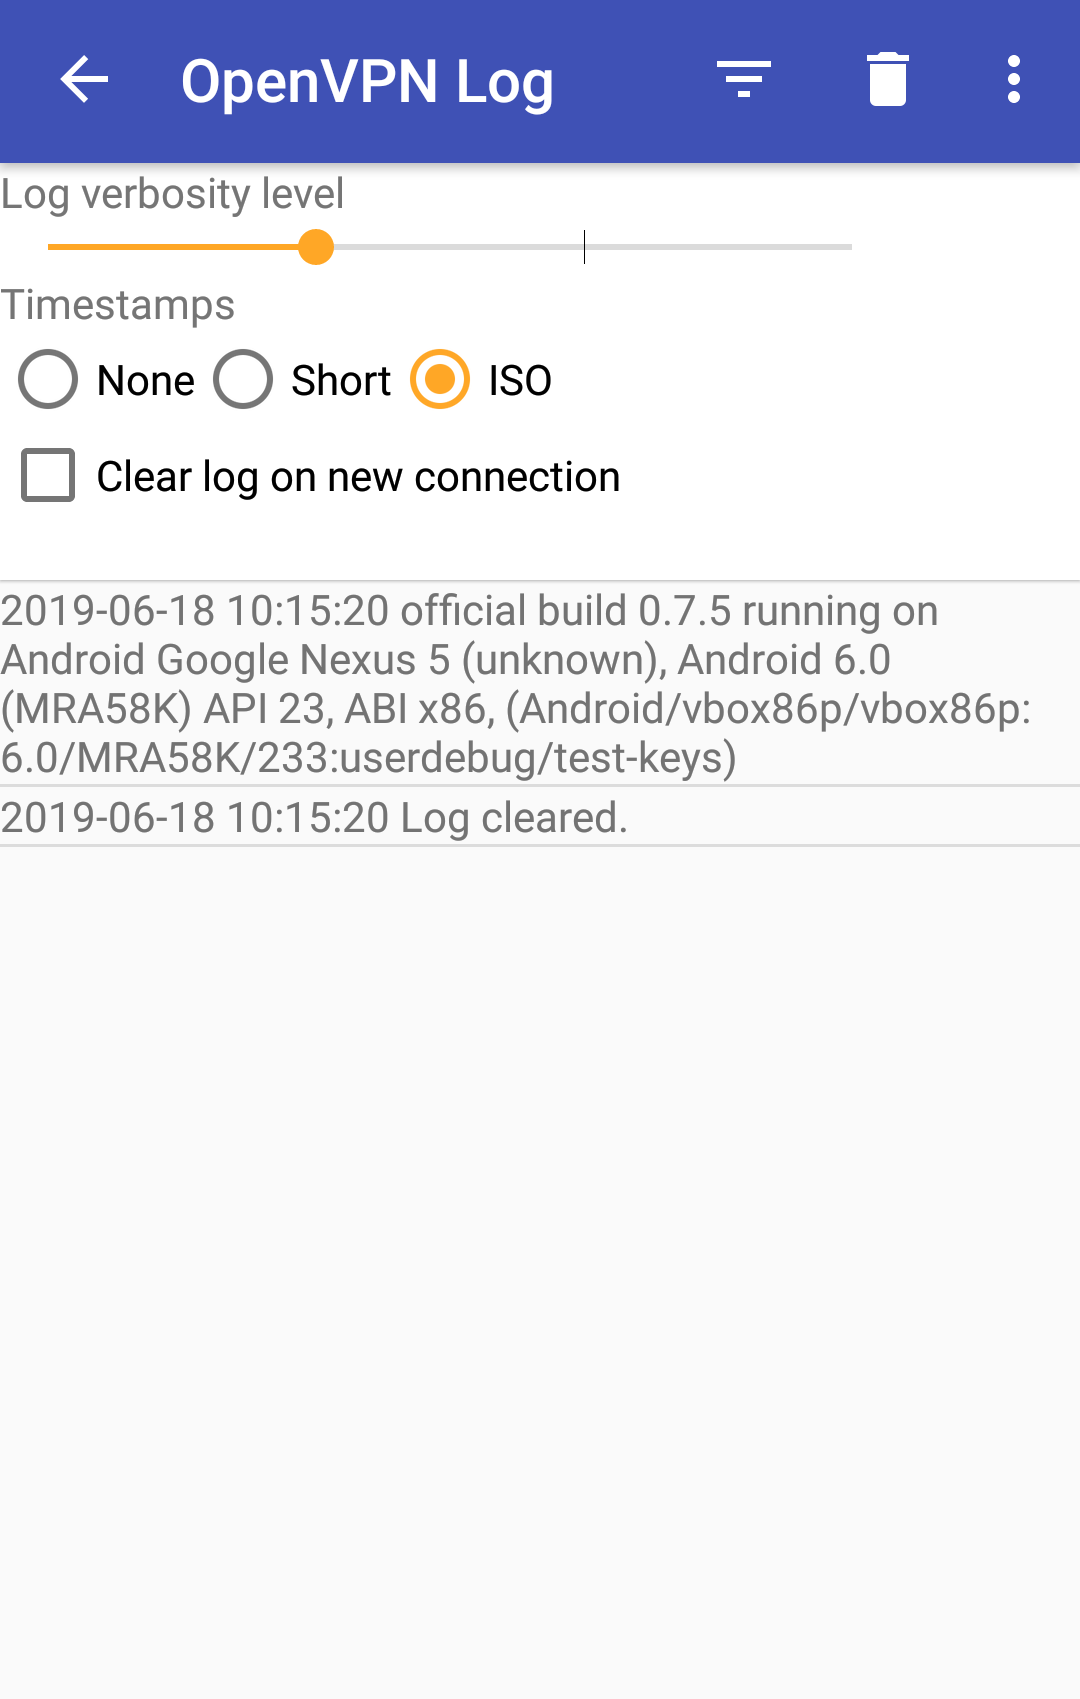 OpenVPN Log
Log verbosity level
Timestamps
None Short ISO
Clear log on new connection
2019-06-18 10:15:20 official build 0.7.5 running on
Android Google Nexus 5 (unknown), Android 6.0
(MRA58K) API 23, ABI x86, (Android/vbox86p/vbox86p:
6.0/MRA58K/233:userdebug/test-keys)
2019-06-18 10:15:20 Log cleared.